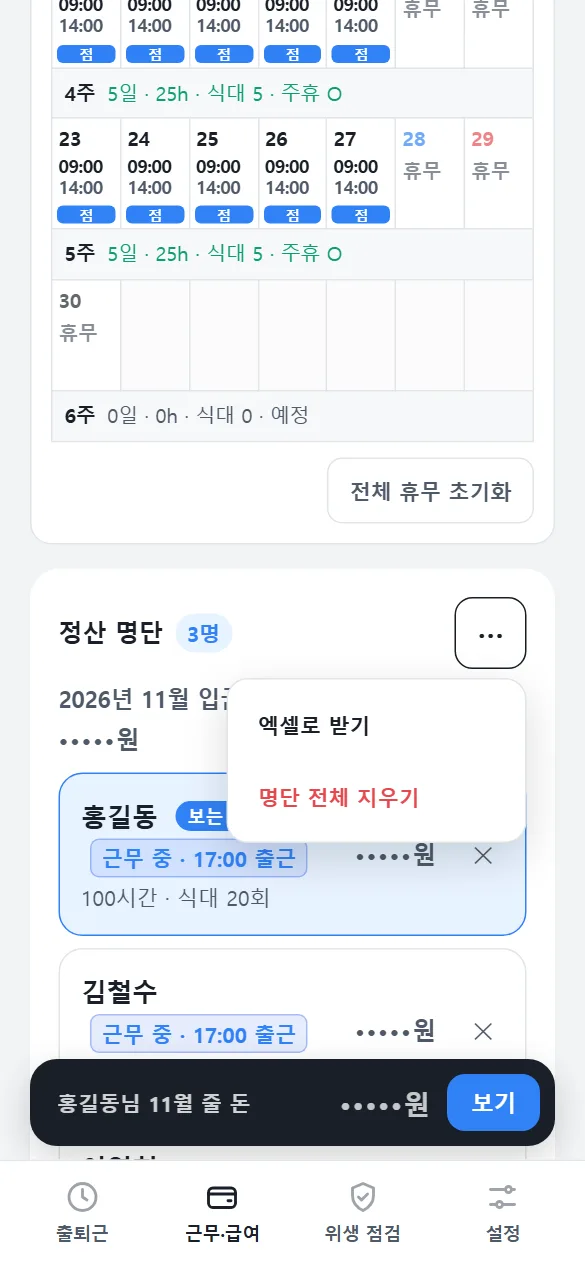 09:00 09:00 09:00 09:00 09:00 휴무 휴무
14:00 14:00 14:00 14:00 14:00
점 점 점 점 점
4주 5일 · 25h · 식대 5 · 주휴 O
23 24 25 26 27 28 29
09:00 09:00 09:00 09:00 09:00 휴무 휴무
14:00 14:00 14:00 14:00 14:00
점 점 점 점 점
5주 5일 · 25h · 식대 5 · 주휴 O
30
휴무
6주 0일 · 0h · 식대 0 · 예정
전체 휴무 초기화
정산 명단 3명 ...
2026년 11월 입금
•••••원
엑셀로 받기
명단 전체 지우기
홍길동 보는
근무 중 · 17:00 출근 •••••원 ×
100시간 · 식대 20회
김철수
근무 중 · 17:00 출근 •••••원 ×
홍길동님 11월 줄 돈 •••••원 보기
출퇴근 근무·급여 위생 점검 설정